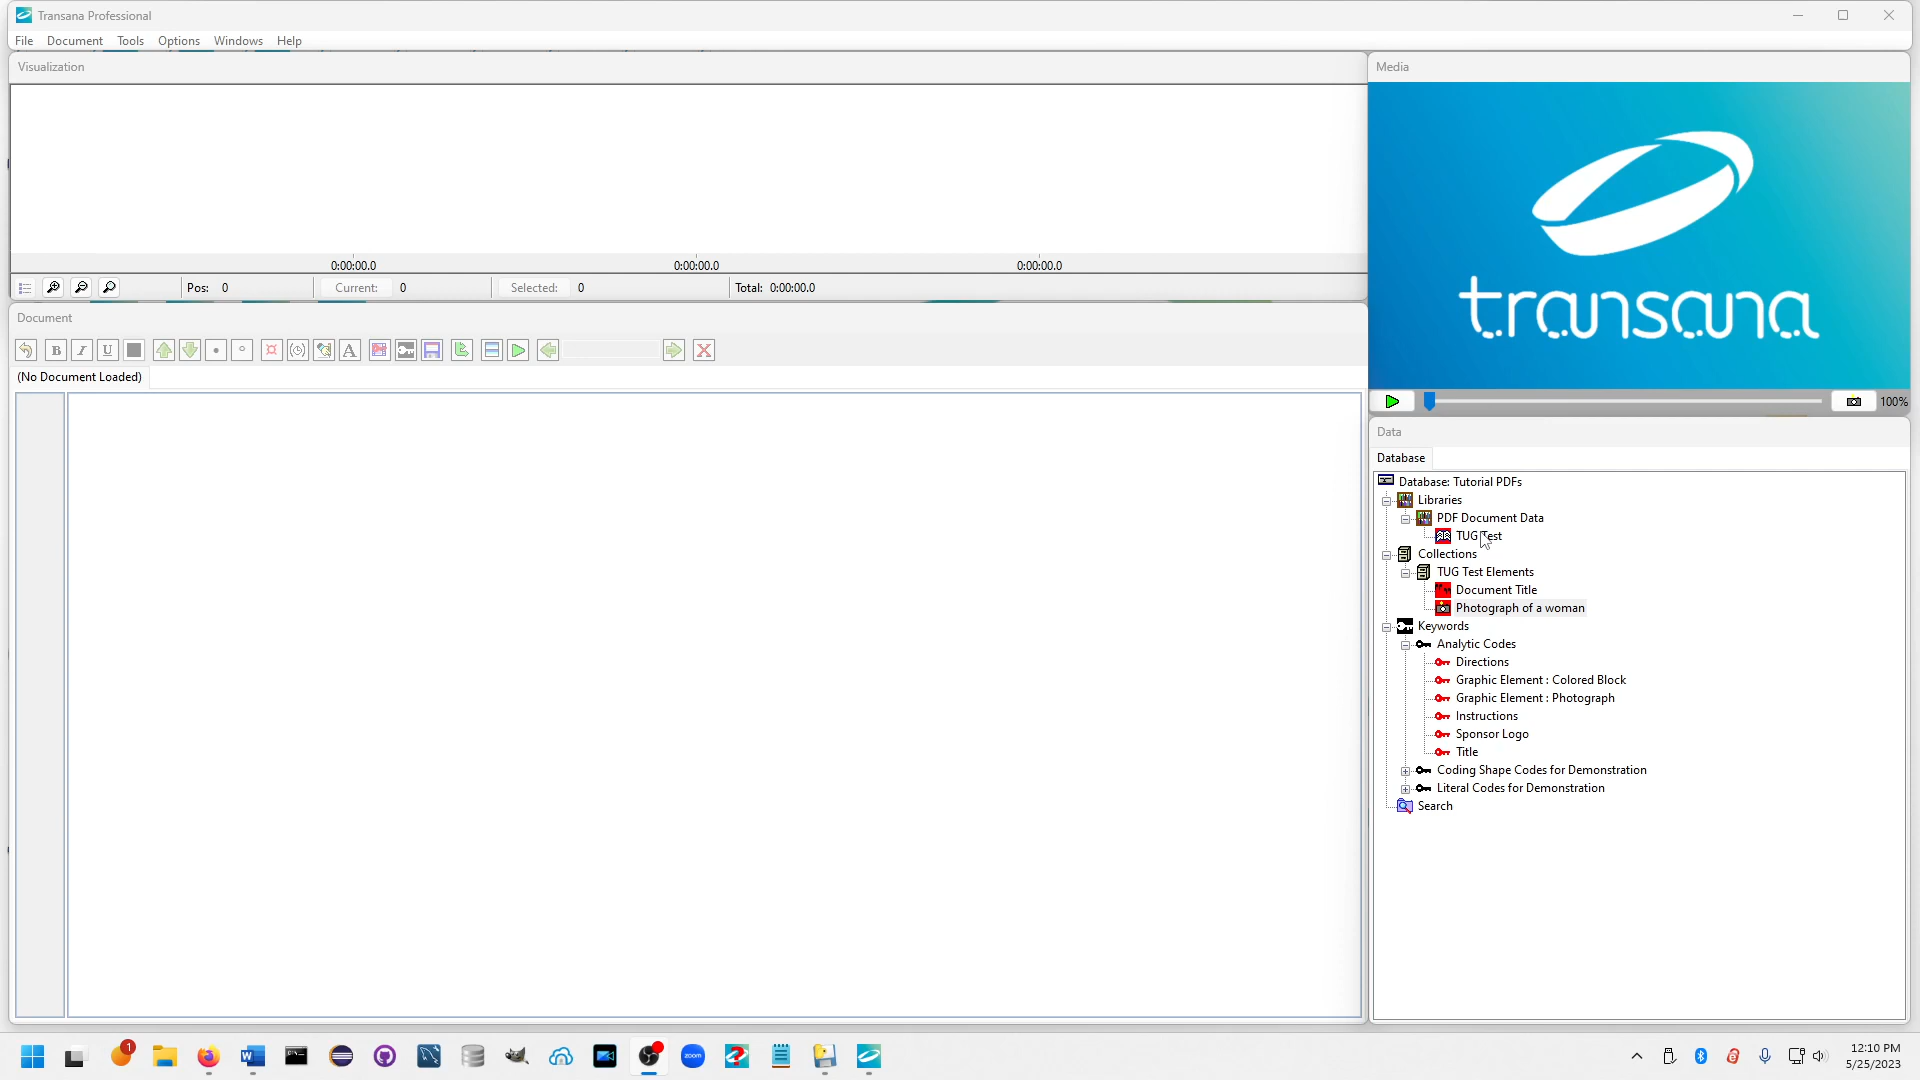 Transana Professional
File Document Tools Options Windows Help
Visualization
0:00:00.0 0:00:00.0 0:00:00.0
Pos: 0 Current: 0 Selected: 0 Total: 0:00:00.0
Document
B I U A
(No Document Loaded)
Media
transana
100%
Data
Database
Database: Tutorial PDFs
Libraries
PDF Document Data
TUG Test
Collections
TUG Test Elements
Document Title
Photograph of a woman
Keywords
Analytic Codes
Directions
Graphic Element : Colored Block
Graphic Element : Photograph
Instructions
Sponsor Logo
Title
Coding Shape Codes for Demonstration
Literal Codes for Demonstration
Search
1
zoom
12:10 PM
5/25/2023